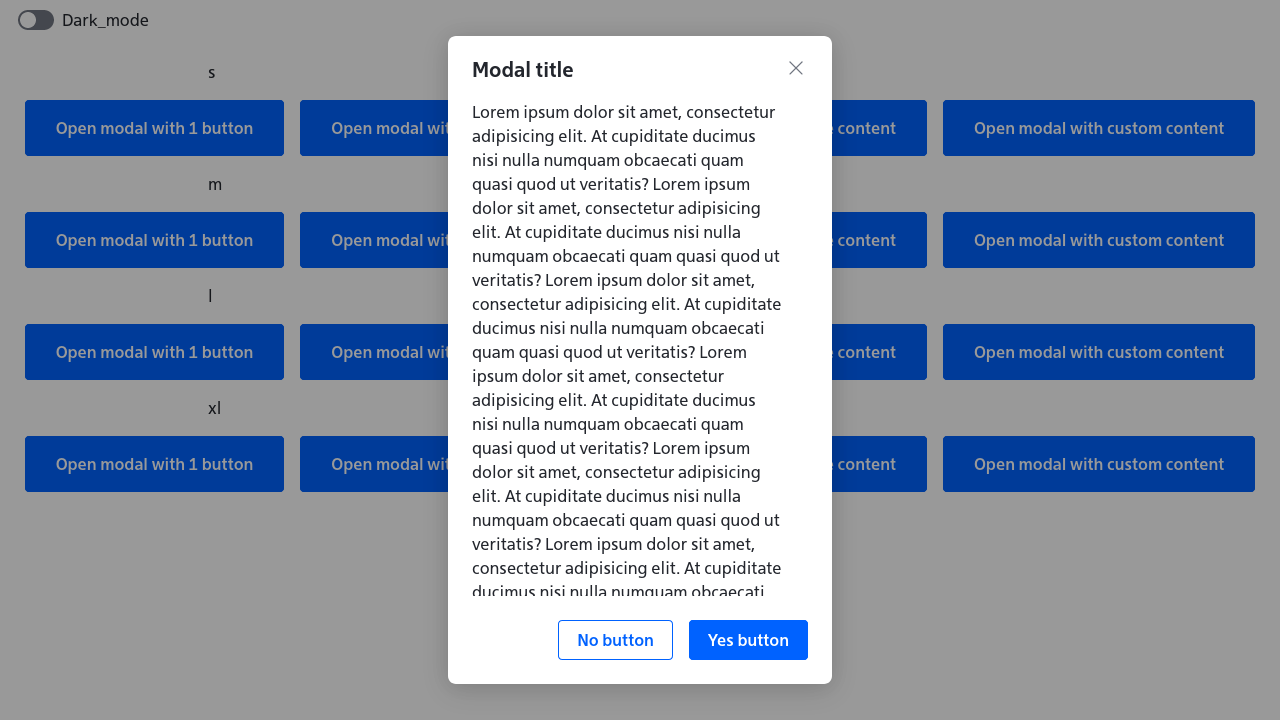 Dark_mode
s
Open modal with 1 button
Open modal wit
content
Open modal with custom content
m
Open modal with 1 button
Open modal wit
content
Open modal with custom content
l
Open modal with 1 button
Open modal wit
content
Open modal with custom content
xl
Open modal with 1 button
Open modal wit
content
Open modal with custom content
Modal title
Lorem ipsum dolor sit amet, consectetur
adipisicing elit. At cupiditate ducimus
nisi nulla numquam obcaecati quam
quasi quod ut veritatis? Lorem ipsum
dolor sit amet, consectetur adipisicing
elit. At cupiditate ducimus nisi nulla
numquam obcaecati quam quasi quod ut
veritatis? Lorem ipsum dolor sit amet,
consectetur adipisicing elit. At cupiditate
ducimus nisi nulla numquam obcaecati
quam quasi quod ut veritatis? Lorem
ipsum dolor sit amet, consectetur
adipisicing elit. At cupiditate ducimus
nisi nulla numquam obcaecati quam
quasi quod ut veritatis? Lorem ipsum
dolor sit amet, consectetur adipisicing
elit. At cupiditate ducimus nisi nulla
numquam obcaecati quam quasi quod ut
veritatis? Lorem ipsum dolor sit amet,
consectetur adipisicing elit. At cupiditate
ducimus nisi nulla numquam obcaecati
No button
Yes button